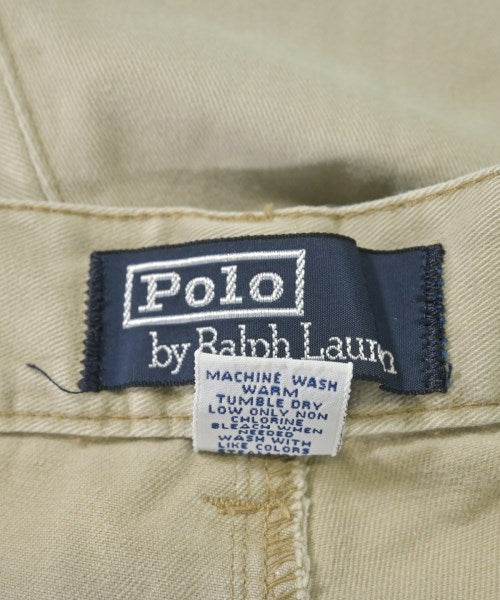 Polo
by Ralph Lauren
MACHINE WASH
WARM
TUMBLE DRY
LOW ONLY NON
CHLORINE
BLEACH WHEN
NEEDED
WASH WITH
LIKE COLORS